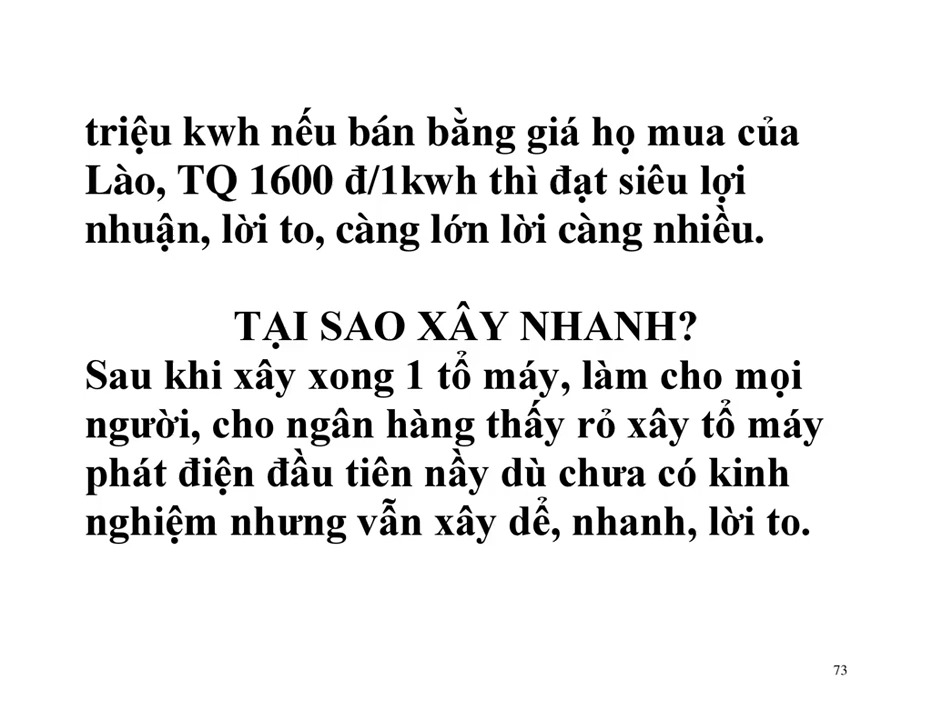 triệu kwh nếu bán bằng giá họ mua của
Lào, TQ 1600 đ/1kwh thì đạt siêu lợi
nhuận, lời to, càng lớn lời càng nhiều.
TẠI SAO XÂY NHANH?
Sau khi xây xong 1 tổ máy, làm cho mọi
người, cho ngân hàng thấy rỏ xây tổ máy
phát điện đầu tiên nầy dù chưa có kinh
nghiệm nhưng vẫn xây dể, nhanh, lời to.
73